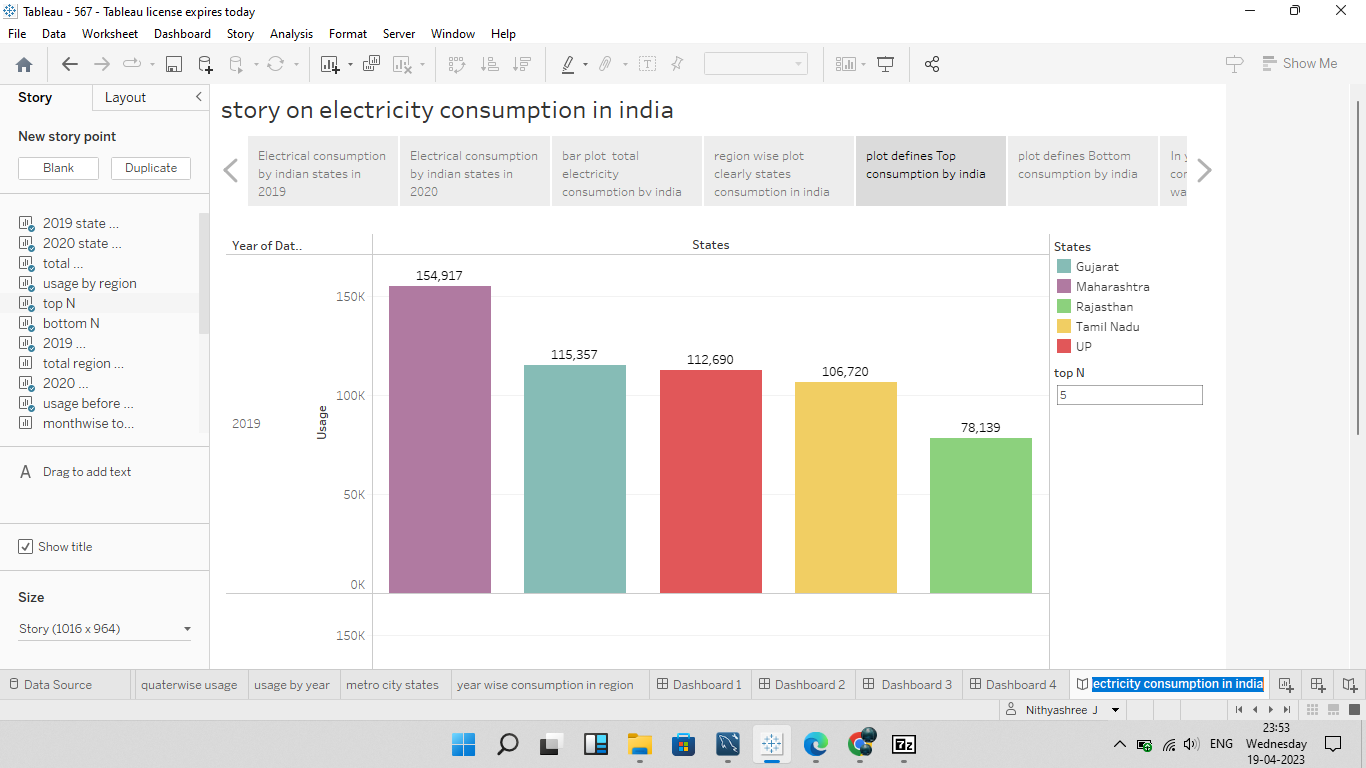 Tableau - 567 - Tableau license expires today
File Data Worksheet Dashboard Story Analysis Format Server Window Help
Show Me
Story Layout
New story point
Blank Duplicate
2019 state ...
2020 state ...
total ...
usage by region
top N
bottom N
2019 ...
total region ...
2020 ...
usage before ...
monthwise to...
A Drag to add text
Show title
Size
Story (1016 x 964)
story on electricity consumption in india
Electrical consumption
by indian states in
2019
Electrical consumption
by indian states in
2020
bar plot total
electricity
consumption by india
region wise plot
clearly states
consumption in india
plot defines Top
consumption by india
plot defines Bottom
consumption by india
In
con
wa
Year of Dat..
States
2019
Usage
150K
100K
50K
0K
150K
154,917
115,357
112,690
106,720
78,139
States
Gujarat
Maharashtra
Rajasthan
Tamil Nadu
UP
top N
5
Data Source quaterwise usage usage by year metro city states year wise consumption in region Dashboard 1 Dashboard 2 Dashboard 3 Dashboard 4 ectricity consumption in india
Nithyashree J
7z
ENG
23:53
Wednesday
19-04-2023